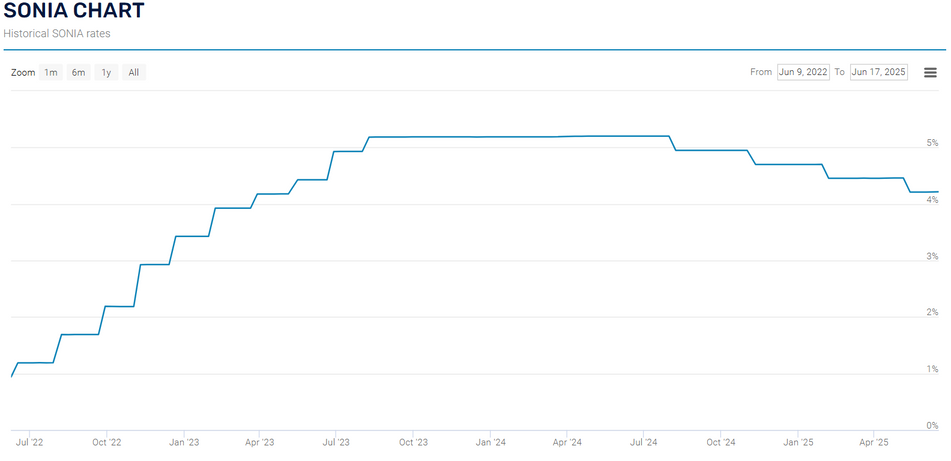 SONIA CHART
Historical SONIA rates
Zoom 1m 6m 1y All From Jun 9, 2022 To Jun 17, 2025
5%
4%
3%
2%
1%
0%
Jul '22 Oct '22 Jan '23 Apr '23 Jul '23 Oct '23 Jan '24 Apr '24 Jul '24 Oct '24 Jan '25 Apr '25